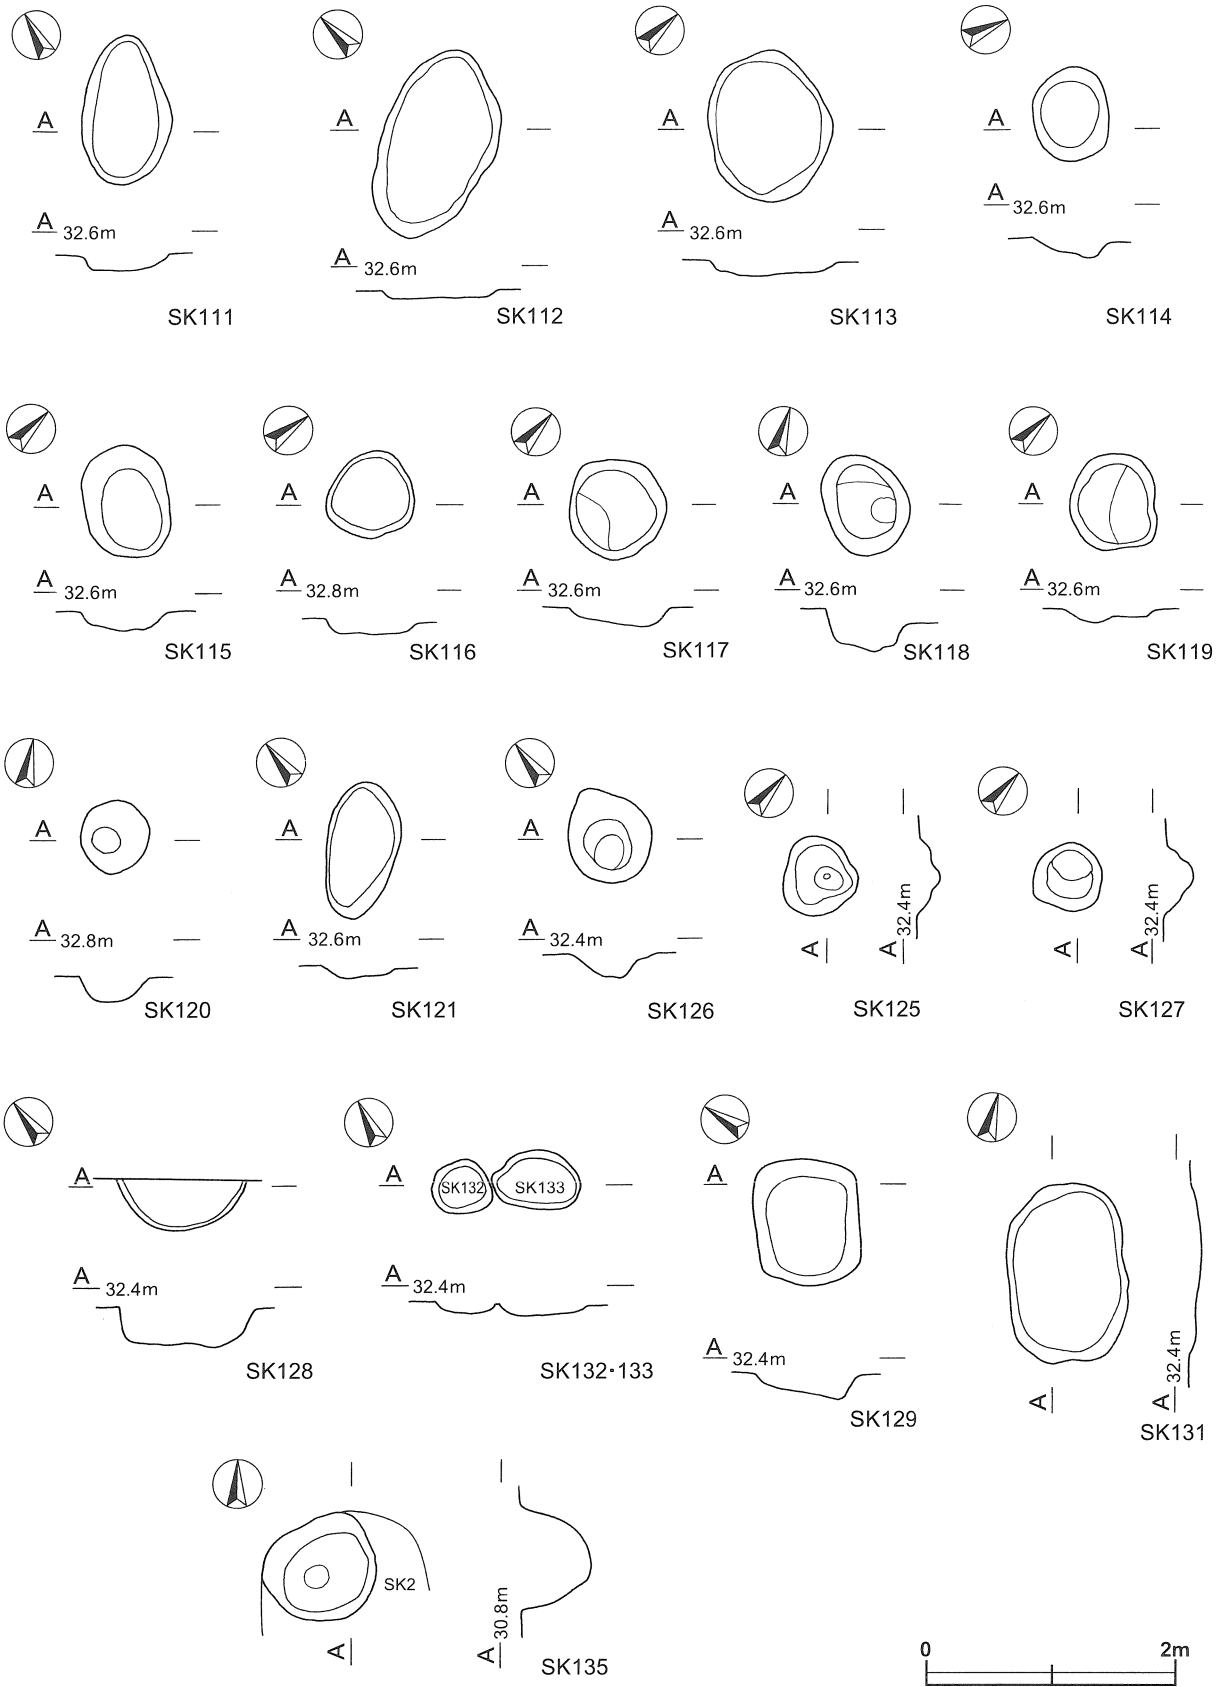 A
A 32.6m
SK111
A
A 32.6m
SK112
A
A 32.6m
SK113
A
A 32.6m
SK114
A
A 32.6m
SK115
A
A 32.8m
SK116
A
A 32.6m
SK117
A
A 32.6m
SK118
A
A 32.6m
SK119
A
A 32.8m
SK120
A
A 32.6m
SK121
A
A 32.4m
SK126
A
A 32.4m
SK125
A
A 32.4m
SK127
A
A 32.4m
SK128
A
SK132 SK133
A 32.4m
SK132・133
A
A 32.4m
SK129
A
A 32.4m
SK131
SK2
A
A 30.8m
SK135
0 2m